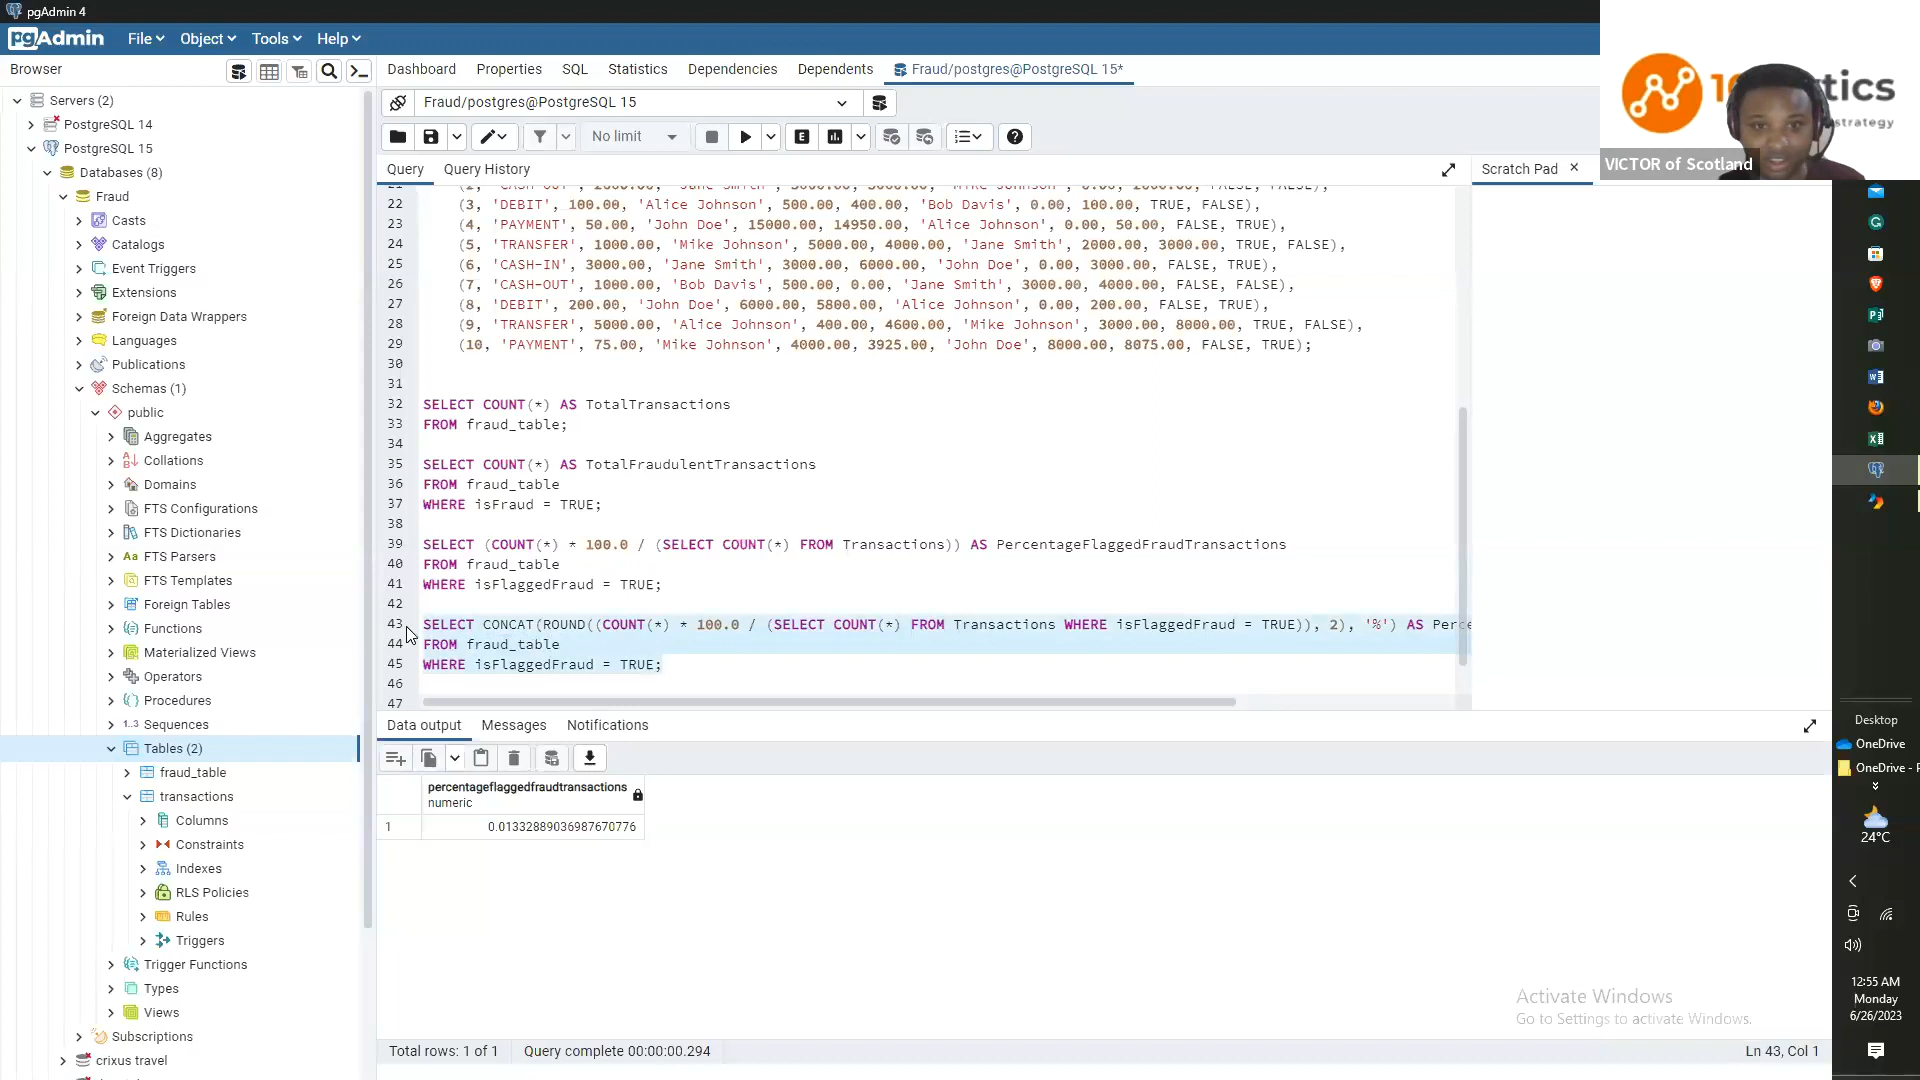 pgAdmin 4
pgAdmin File Object Tools Help
Browser
Dashboard Properties SQL Statistics Dependencies Dependents Fraud/postgres@PostgreSQL 15*
Servers (2)
PostgreSQL 14
PostgreSQL 15
Databases (8)
Fraud
Casts
Catalogs
Event Triggers
Extensions
Foreign Data Wrappers
Languages
Publications
Schemas (1)
public
Aggregates
Collations
Domains
FTS Configurations
FTS Dictionaries
FTS Parsers
FTS Templates
Foreign Tables
Functions
Materialized Views
Operators
Procedures
1..3 Sequences
Tables (2)
fraud_table
transactions
Columns
Constraints
Indexes
RLS Policies
Rules
Triggers
Trigger Functions
Types
Views
Subscriptions
crixus travel
Fraud/postgres@PostgreSQL 15
No limit
Query Query History
Scratch Pad
22 (3, 'DEBIT', 100.00, 'Alice Johnson', 500.00, 400.00, 'Bob Davis', 0.00, 100.00, TRUE, FALSE),
23 (4, 'PAYMENT', 50.00, 'John Doe', 15000.00, 14950.00, 'Alice Johnson', 0.00, 50.00, FALSE, TRUE),
24 (5, 'TRANSFER', 1000.00, 'Mike Johnson', 5000.00, 4000.00, 'Jane Smith', 2000.00, 3000.00, TRUE, FALSE),
25 (6, 'CASH-IN', 3000.00, 'Jane Smith', 3000.00, 6000.00, 'John Doe', 0.00, 3000.00, FALSE, TRUE),
26 (7, 'CASH-OUT', 1000.00, 'Bob Davis', 500.00, 0.00, 'Jane Smith', 3000.00, 4000.00, FALSE, FALSE),
27 (8, 'DEBIT', 200.00, 'John Doe', 6000.00, 5800.00, 'Alice Johnson', 0.00, 200.00, FALSE, TRUE),
28 (9, 'TRANSFER', 5000.00, 'Alice Johnson', 400.00, 4600.00, 'Mike Johnson', 3000.00, 8000.00, TRUE, FALSE),
29 (10, 'PAYMENT', 75.00, 'Mike Johnson', 4000.00, 3925.00, 'John Doe', 8000.00, 8075.00, FALSE, TRUE);
30
31
32 SELECT COUNT(*) AS TotalTransactions
33 FROM fraud_table;
34
35 SELECT COUNT(*) AS TotalFraudulentTransactions
36 FROM fraud_table
37 WHERE isFraud = TRUE;
38
39 SELECT (COUNT(*) * 100.0 / (SELECT COUNT(*) FROM Transactions)) AS PercentageFlaggedFraudTransactions
40 FROM fraud_table
41 WHERE isFlaggedFraud = TRUE;
42
43 SELECT CONCAT(ROUND((COUNT(*) * 100.0 / (SELECT COUNT(*) FROM Transactions WHERE isFlaggedFraud = TRUE)), 2), '%') AS Perce
44 FROM fraud_table
45 WHERE isFlaggedFraud = TRUE;
46
47
Data output Messages Notifications
percentageflaggedfraudtransactions
numeric
1 0.01332889036987670776
Total rows: 1 of 1 Query complete 00:00:00.294
Ln 43, Col 1
Activate Windows
Go to Settings to activate Windows.
VICTOR of Scotland
Desktop
OneDrive
OneDrive - P
24°C
12:55 AM
Monday
6/26/2023